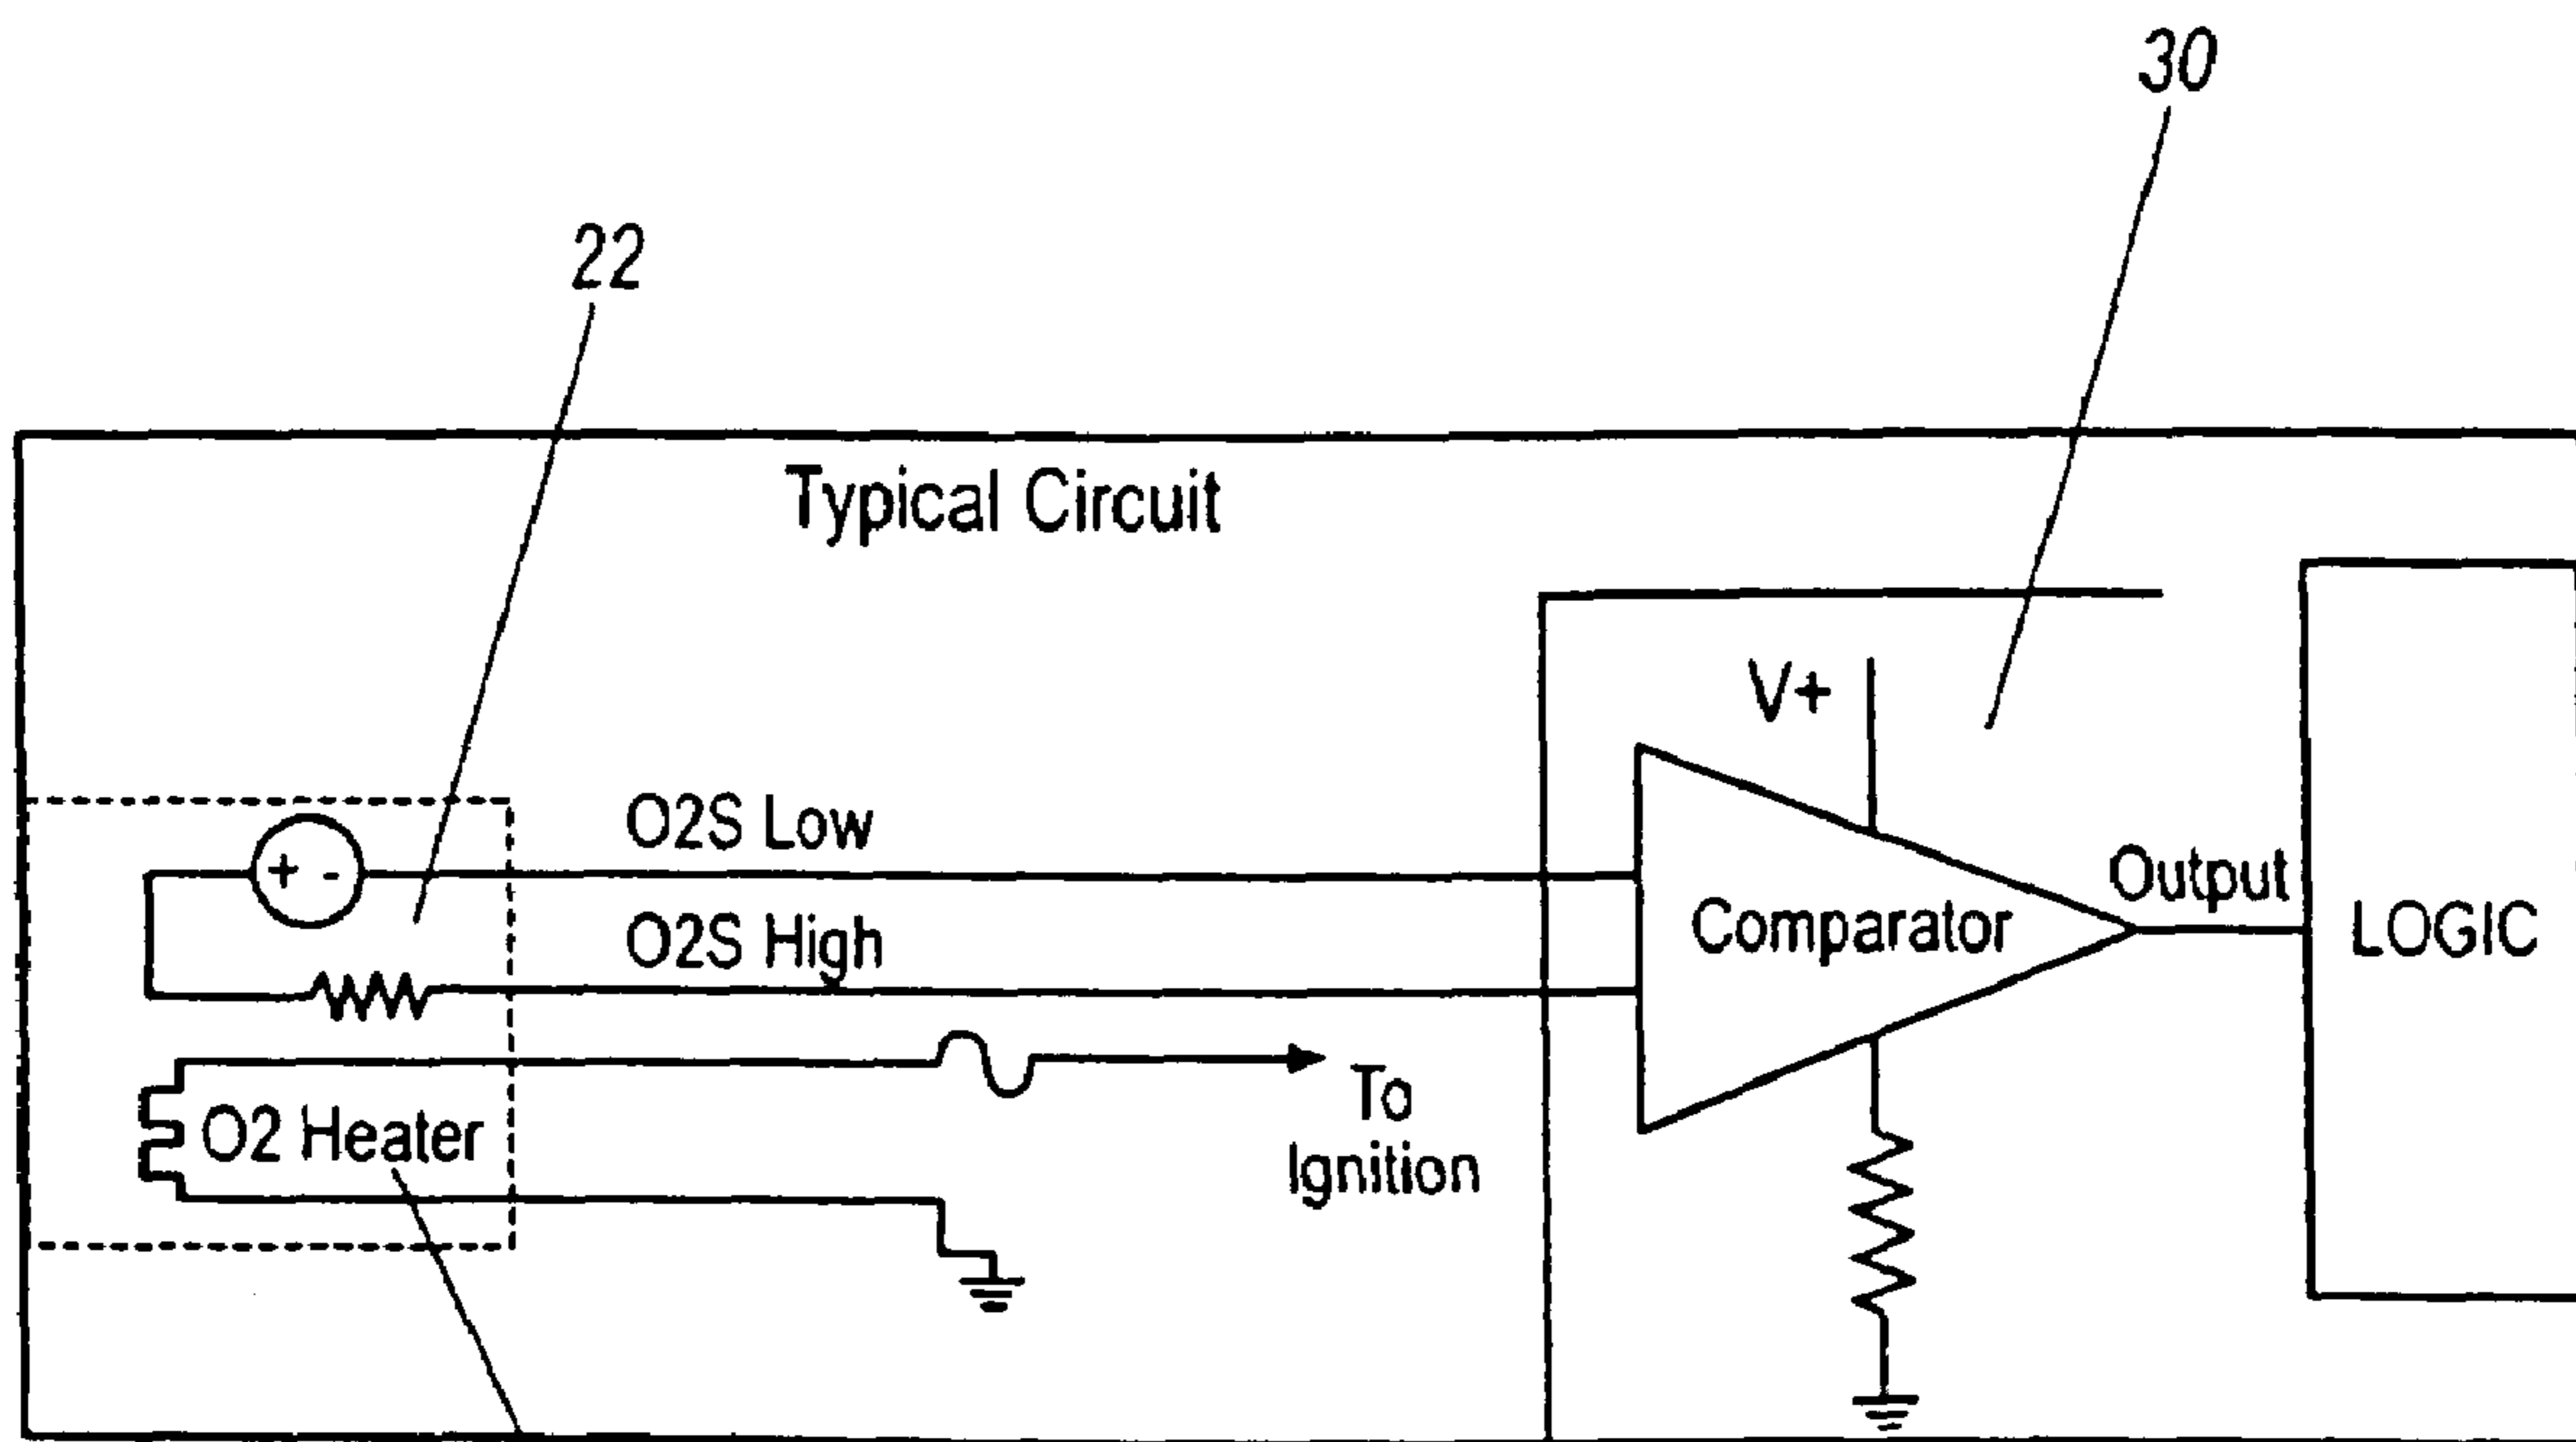 30
22
Typical Circuit
V+
O2S Low
+ -
Output
Comparator
LOGIC
O2S High
To
Ignition
O2 Heater